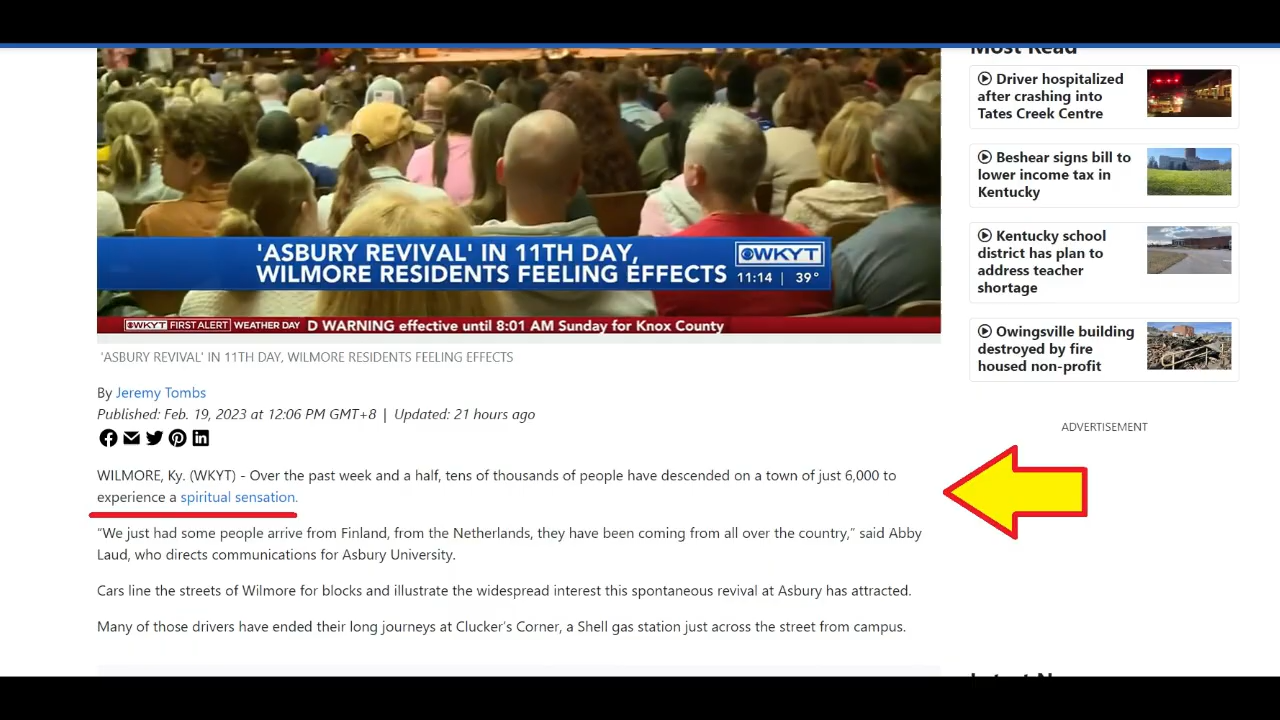 Most Read
Driver hospitalized
after crashing into
Tates Creek Centre
Beshear signs bill to
lower income tax in
Kentucky
Kentucky school
district has plan to
address teacher
shortage
Owingsville building
destroyed by fire
housed non-profit
ADVERTISEMENT
'ASBURY REVIVAL' IN 11TH DAY,
WILMORE RESIDENTS FEELING EFFECTS
WKYT
11:14 | 39°
WKYT FIRST ALERT WEATHER DAY D WARNING effective until 8:01 AM Sunday for Knox County
'ASBURY REVIVAL' IN 11TH DAY, WILMORE RESIDENTS FEELING EFFECTS
By Jeremy Tombs
Published: Feb. 19, 2023 at 12:06 PM GMT+8 | Updated: 21 hours ago
WILMORE, Ky. (WKYT) - Over the past week and a half, tens of thousands of people have descended on a town of just 6,000 to
experience a spiritual sensation.
“We just had some people arrive from Finland, from the Netherlands, they have been coming from all over the country,” said Abby
Laud, who directs communications for Asbury University.
Cars line the streets of Wilmore for blocks and illustrate the widespread interest this spontaneous revival at Asbury has attracted.
Many of those drivers have ended their long journeys at Clucker’s Corner, a Shell gas station just across the street from campus.